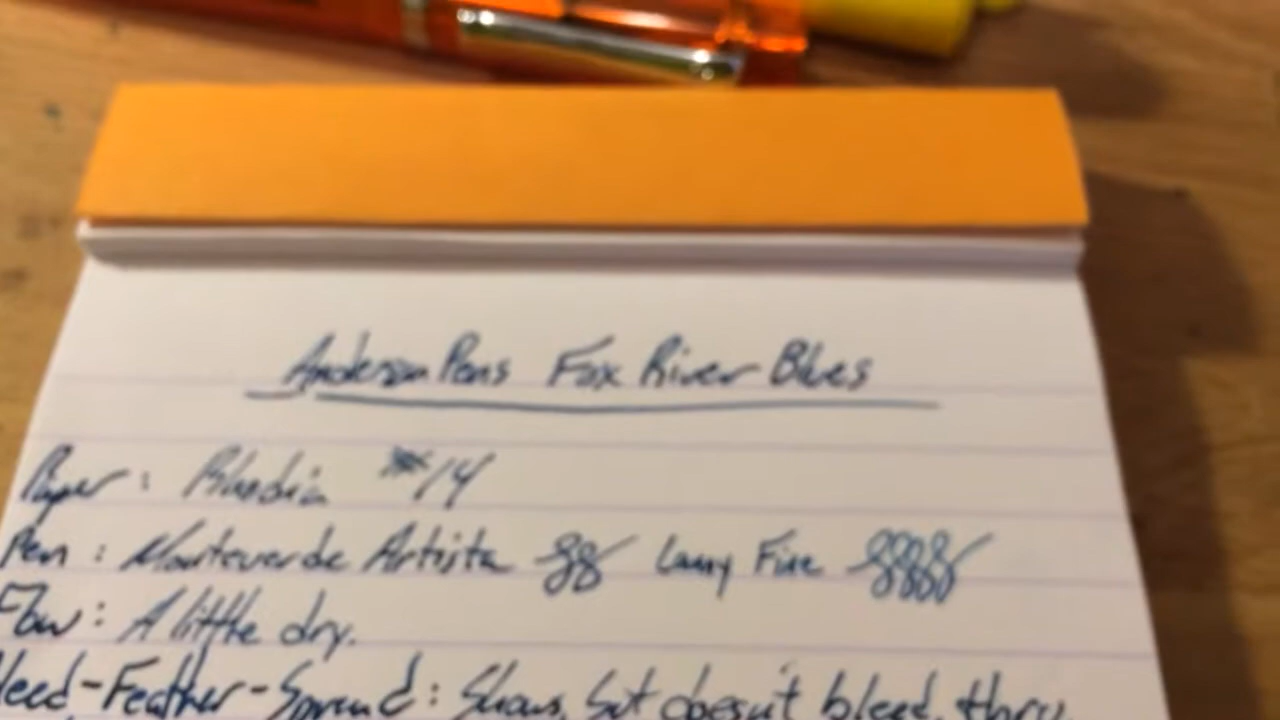 Anderson Pens Fox River Blues
Paper: Rhodia #14
Pen: Monteverde Artista Lamy Fine
Flow: A little dry.
Bleed-Feather-Spread: Shows, but doesn't bleed, thru